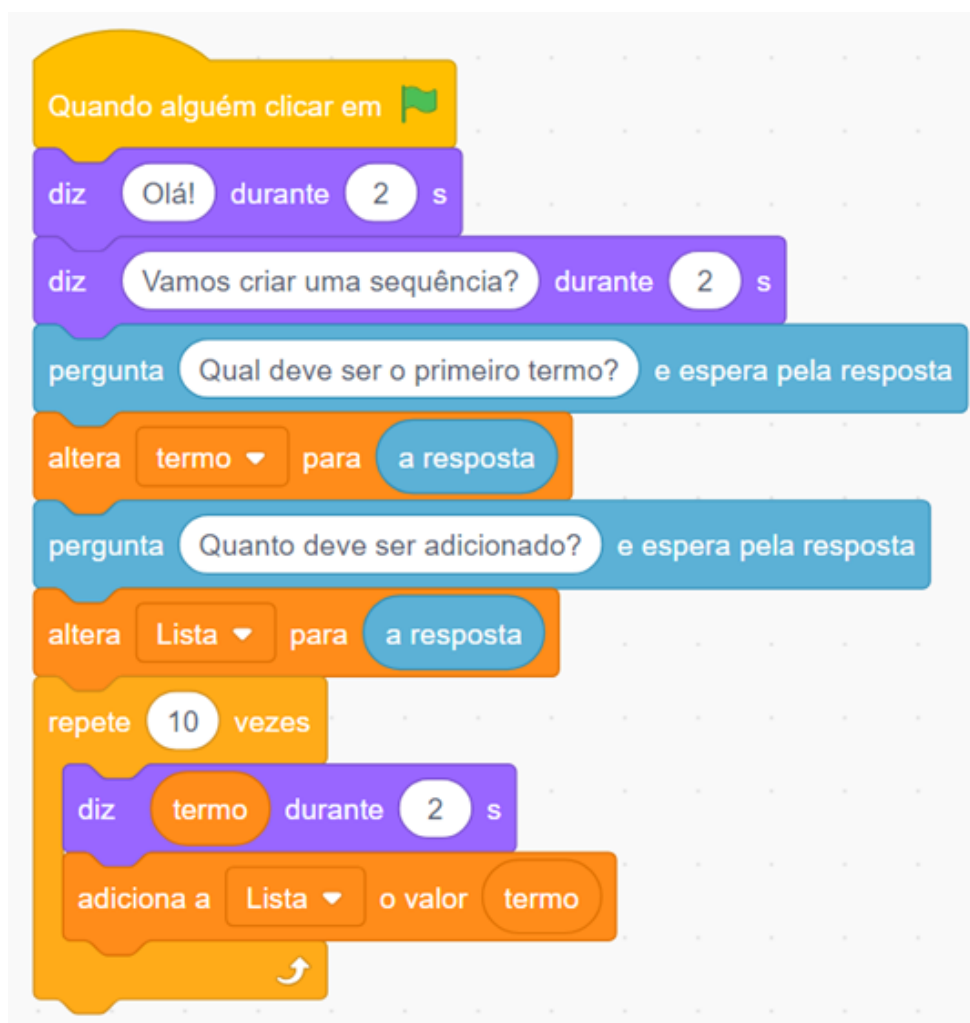 Quando alguém clicar em
diz Olá! durante 2 s
diz Vamos criar uma sequência? durante 2 s
pergunta Qual deve ser o primeiro termo? e espera pela resposta
altera termo para a resposta
pergunta Quanto deve ser adicionado? e espera pela resposta
altera Lista para a resposta
repete 10 vezes
diz termo durante 2 s
adiciona a Lista o valor termo